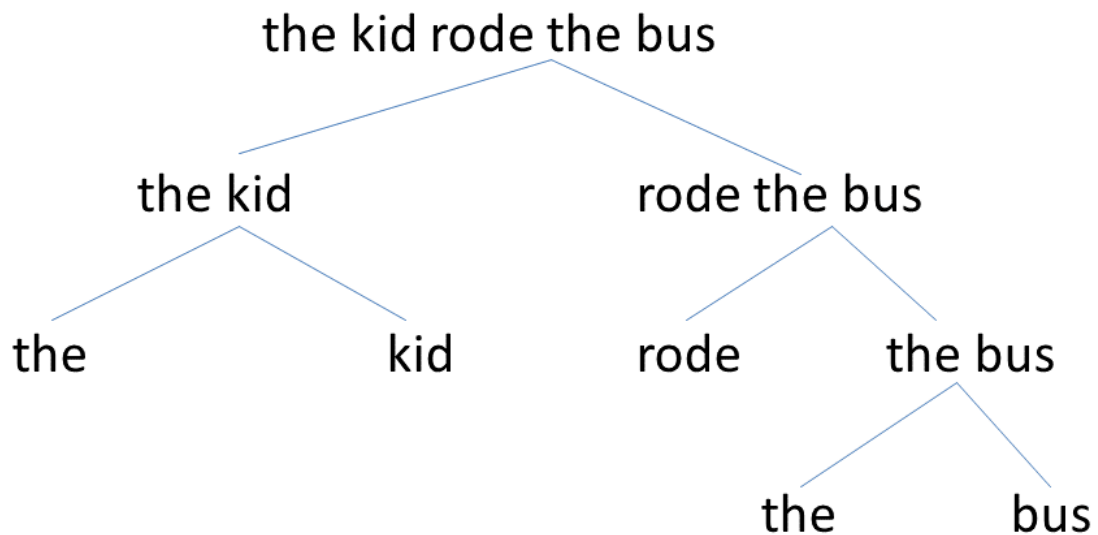 the kid rode the bus
the kid
rode the bus
the
kid
rode
the bus
the
bus